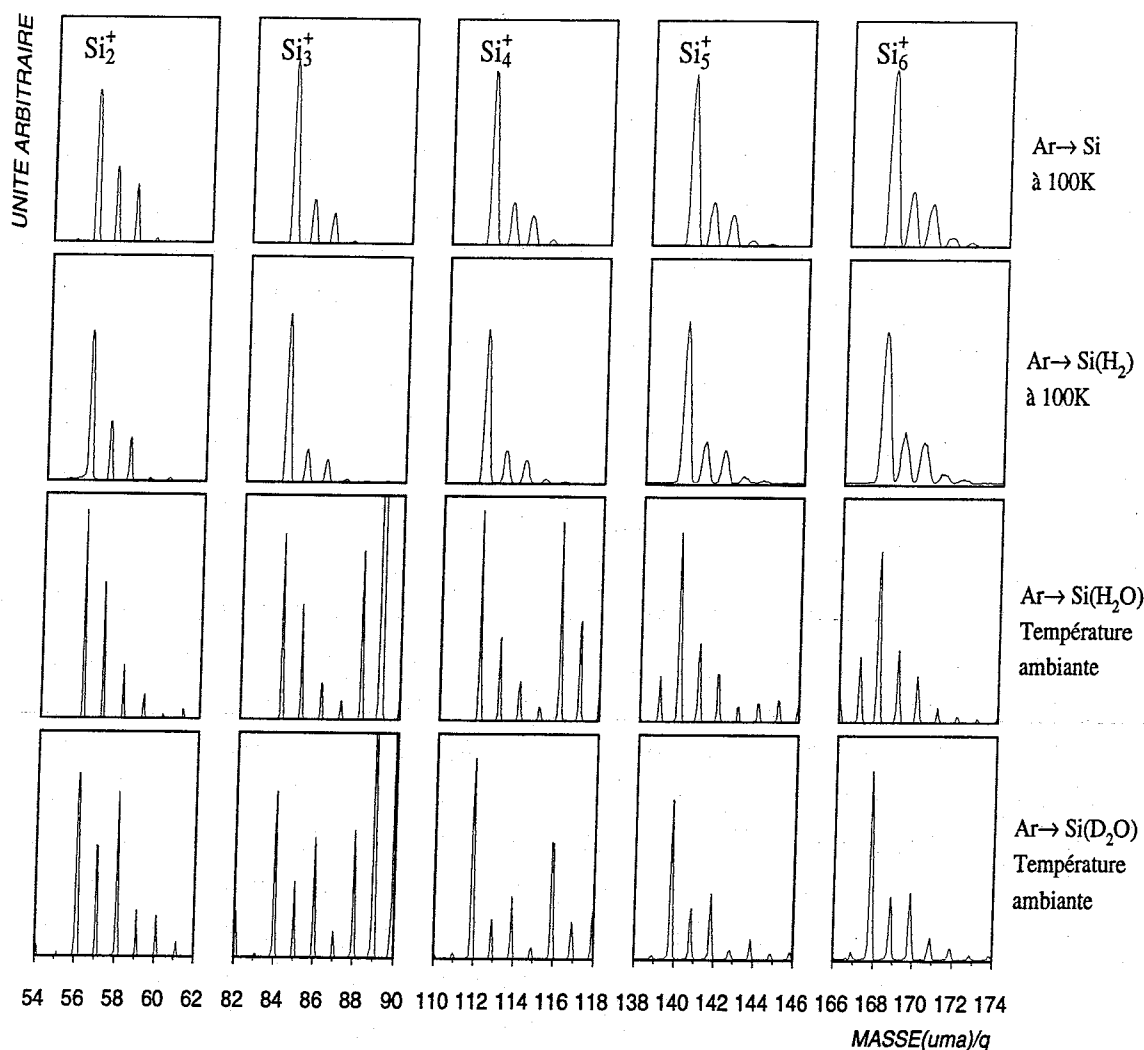 UNITE ARBITRAIRE
Si₂⁺
Si₃⁺
Si₄⁺
Si₅⁺
Si₆⁺
Ar→ Si
à 100K
Ar→ Si(H₂)
à 100K
Ar→ Si(H₂O)
Température
ambiante
Ar→ Si(D₂O)
Température
ambiante
54 56 58 60 62 82 84 86 88 90 110 112 114 116 118 138 140 142 144 146 166 168 170 172 174
MASSE(uma)/q